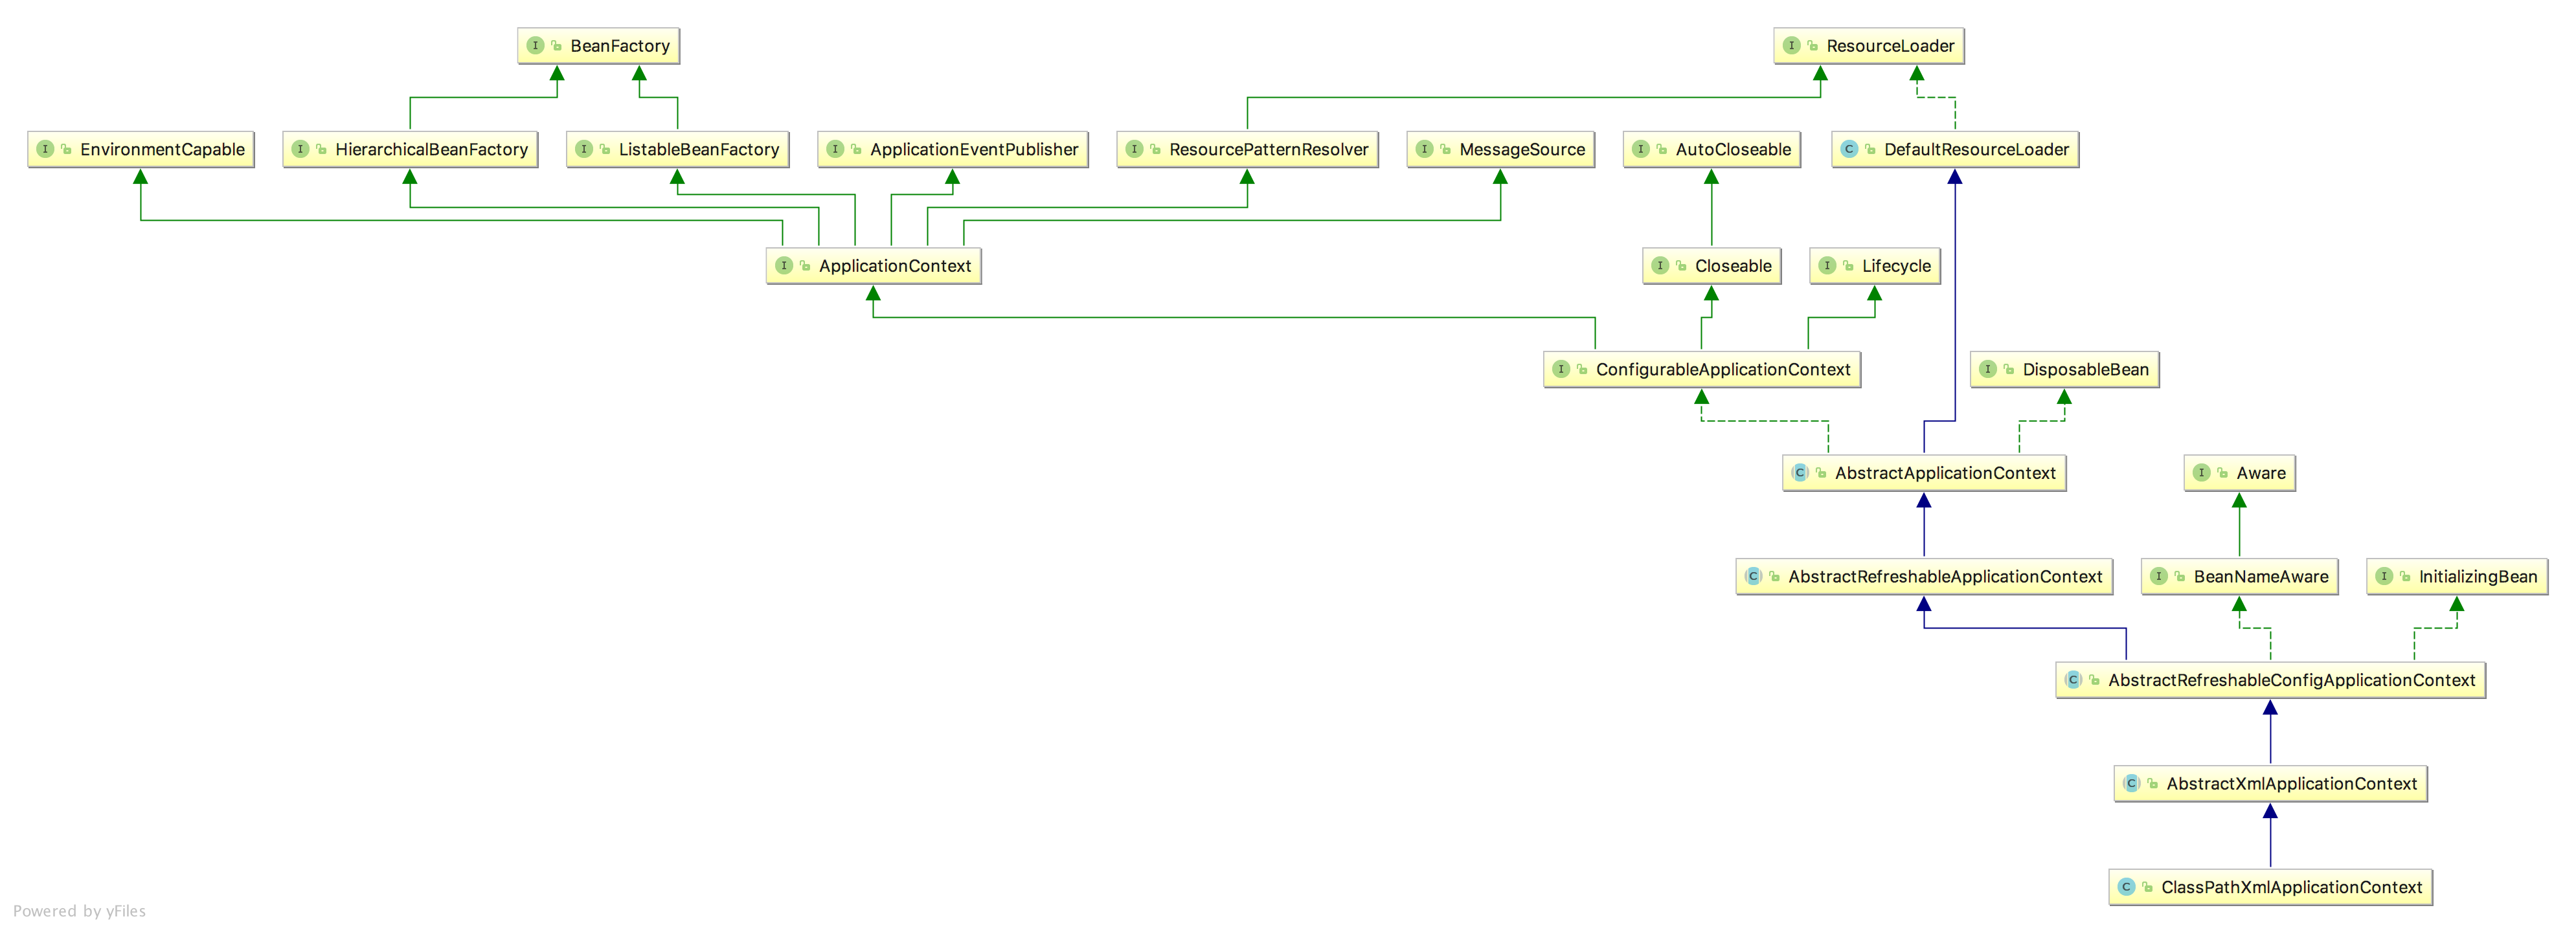 BeanFactory
ResourceLoader
EnvironmentCapable
HierarchicalBeanFactory
ListableBeanFactory
ApplicationEventPublisher
ResourcePatternResolver
MessageSource
AutoCloseable
DefaultResourceLoader
ApplicationContext
Closeable
Lifecycle
ConfigurableApplicationContext
DisposableBean
AbstractApplicationContext
Aware
AbstractRefreshableApplicationContext
BeanNameAware
InitializingBean
AbstractRefreshableConfigApplicationContext
AbstractXmlApplicationContext
ClassPathXmlApplicationContext
Powered by yFiles